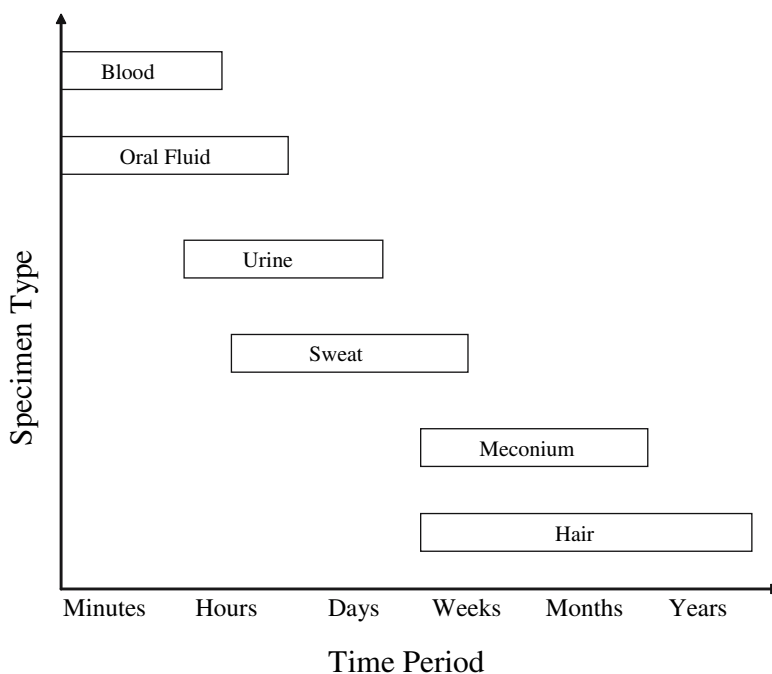 Blood
Oral Fluid
Urine
Sweat
Meconium
Hair
Specimen Type
Minutes Hours Days Weeks Months Years
Time Period